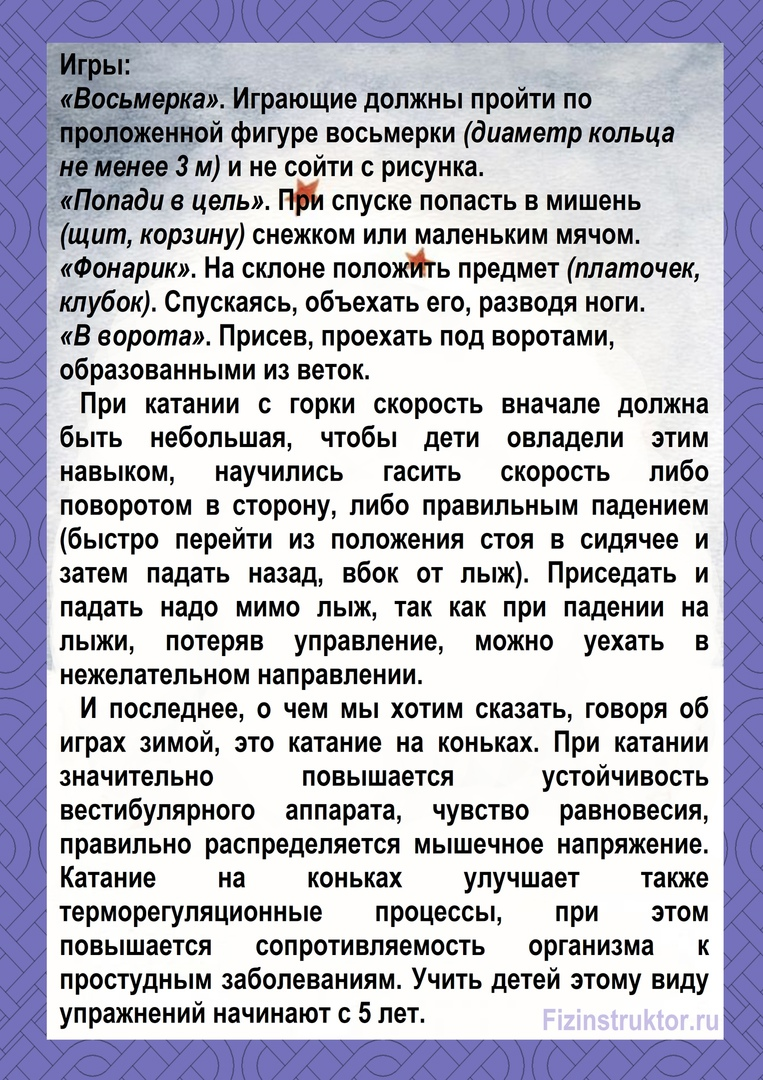 Игры:
«Восьмерка». Играющие должны пройти по
проложенной фигуре восьмерки (диаметр кольца
не менее 3 м) и не сойти с рисунка.
«Попади в цель». При спуске попасть в мишень
(щит, корзину) снежком или маленьким мячом.
«Фонарик». На склоне положить предмет (платочек,
клубок). Спускаясь, объехать его, разводя ноги.
«В ворота». Присев, проехать под воротами,
образованными из веток.
При катании с горки скорость вначале должна
быть небольшая, чтобы дети овладели этим
навыком, научились гасить скорость либо
поворотом в сторону, либо правильным падением
(быстро перейти из положения стоя в сидячее и
затем падать назад, вбок от лыж). Приседать и
падать надо мимо лыж, так как при падении на
лыжи, потеряв управление, можно уехать в
нежелательном направлении.
И последнее, о чем мы хотим сказать, говоря об
играх зимой, это катание на коньках. При катании
значительно повышается устойчивость
вестибулярного аппарата, чувство равновесия,
правильно распределяется мышечное напряжение.
Катание на коньках улучшает также
терморегуляционные процессы, при этом
повышается сопротивляемость организма к
простудным заболеваниям. Учить детей этому виду
упражнений начинают с 5 лет.
Fizinstruktor.ru